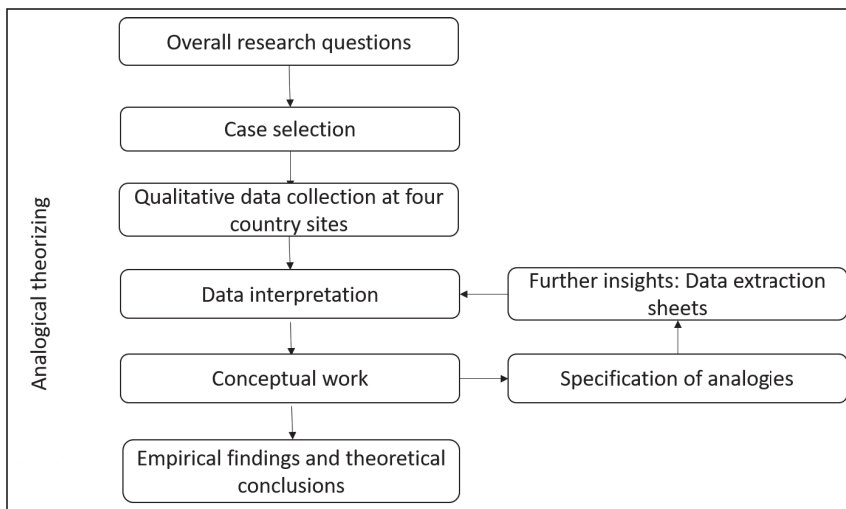 Overall research questions
Case selection
Qualitative data collection at four
country sites
Data interpretation
Further insights: Data extraction
sheets
Conceptual work
Specification of analogies
Empirical findings and theoretical
conclusions
Analogical theorizing